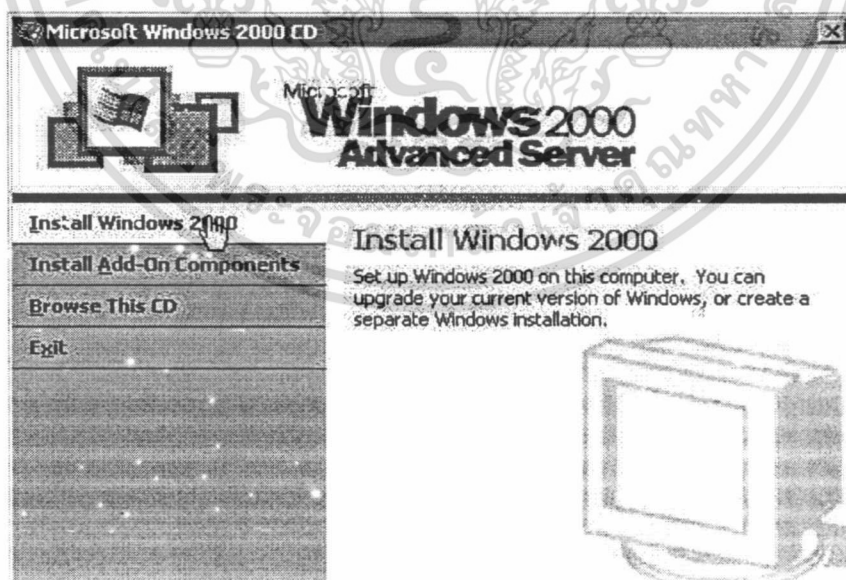 Microsoft Windows 2000 CD
Microsoft
Windows 2000
Advanced Server
Install Windows 2000
Install Add-On Components
Browse This CD
Exit
Install Windows 2000
Set up Windows 2000 on this computer. You can
upgrade your current version of Windows, or create a
separate Windows installation.